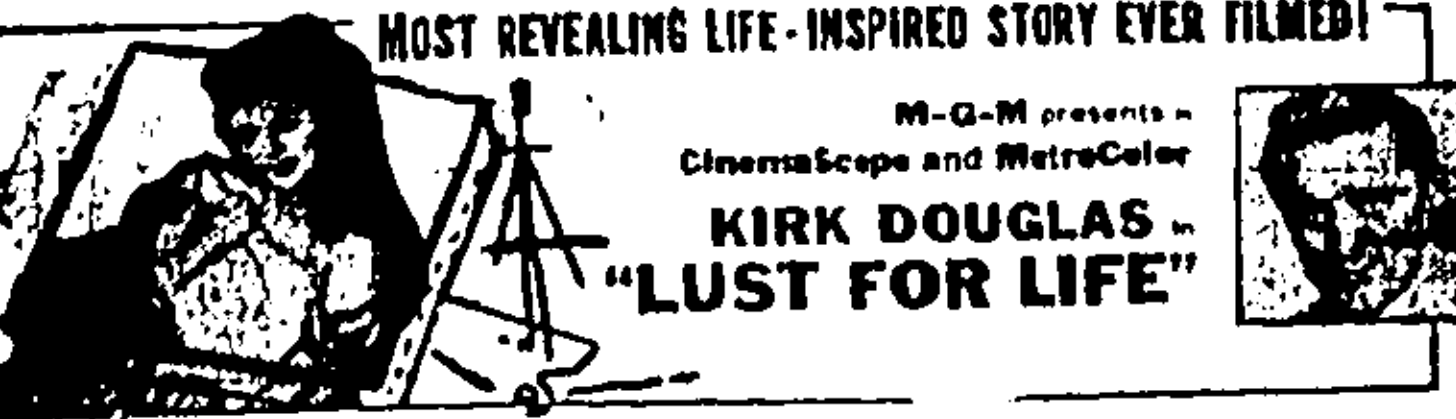 MOST REVEALING LIFE-INSPIRED STORY EVER FILMED!
M-G-M presents in
CinemaScope and MetroColor
KIRK DOUGLAS in
"LUST FOR LIFE"